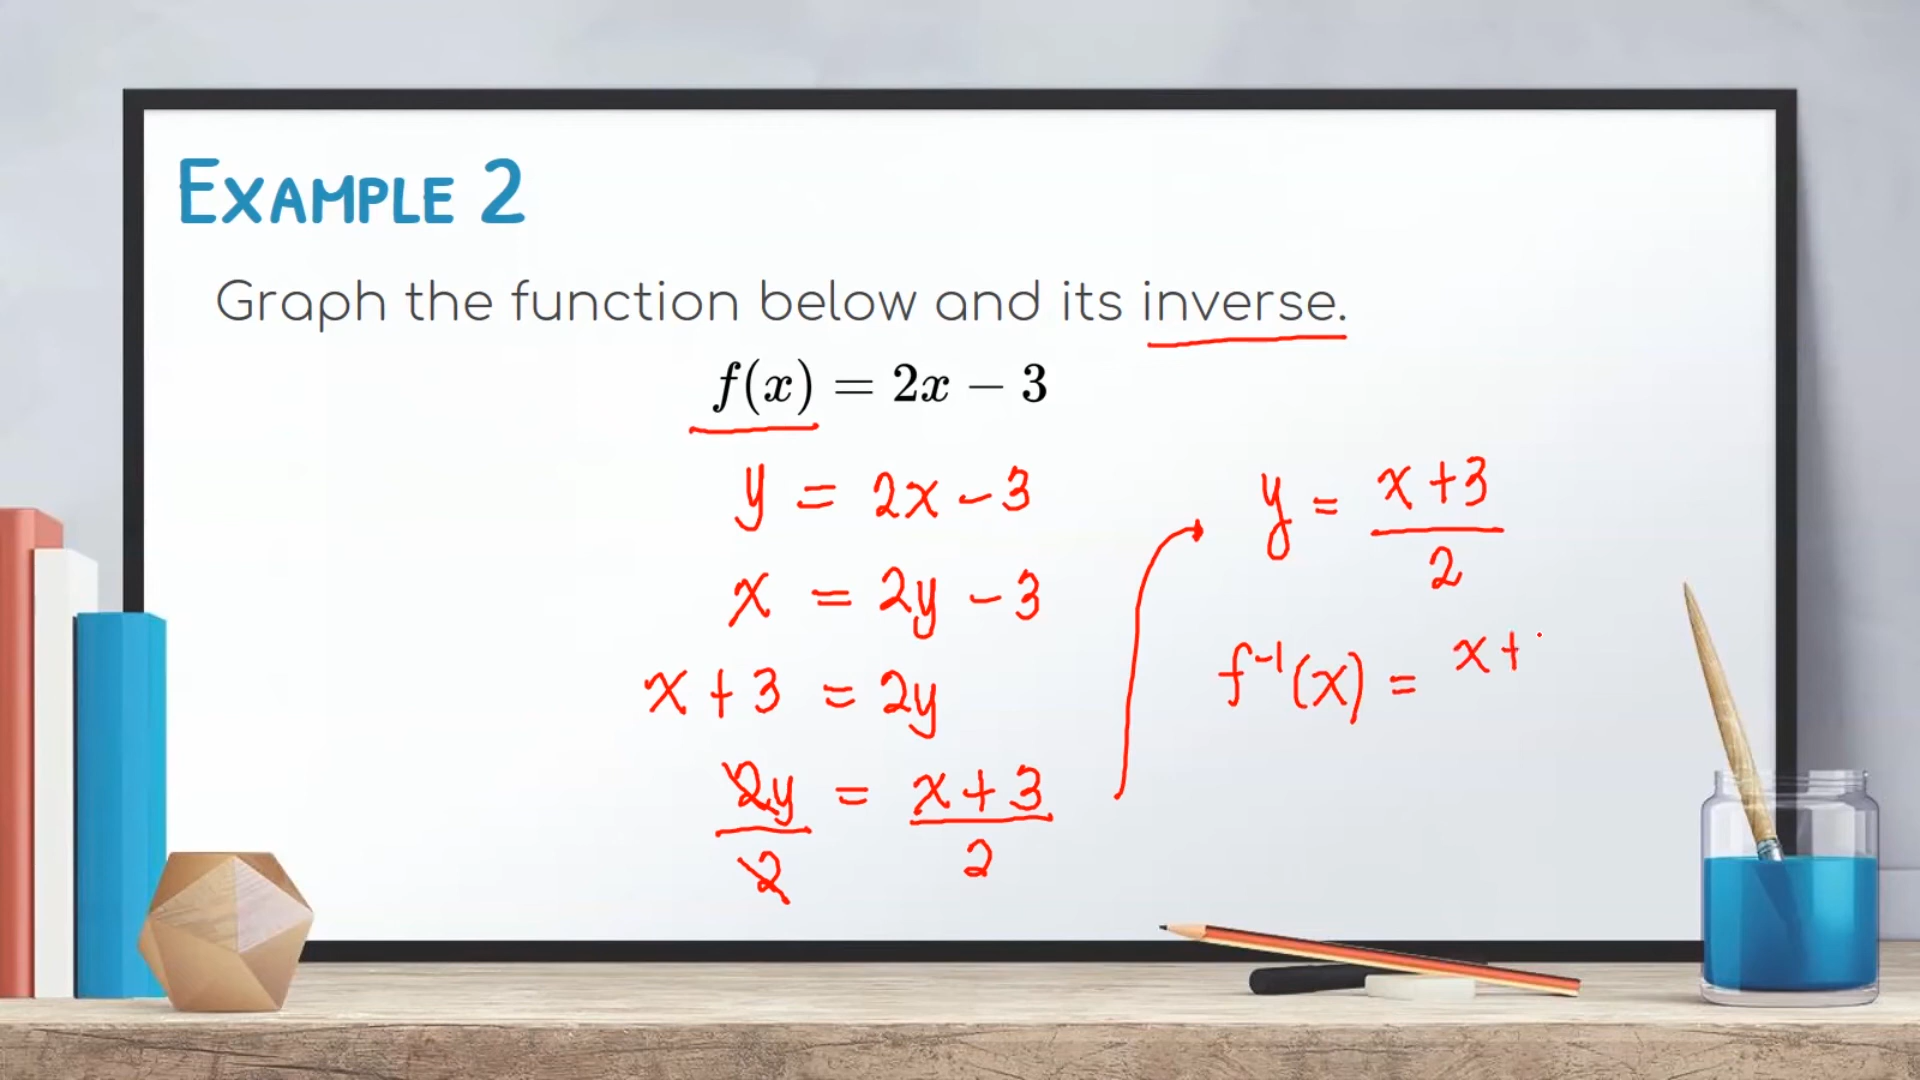 EXAMPLE 2
Graph the function below and its inverse.
f(x) = 2x − 3
y = 2x − 3
x = 2y − 3
x + 3 = 2y
2y/2 = x + 3/2
y = x + 3/2
f⁻¹(x) = x +